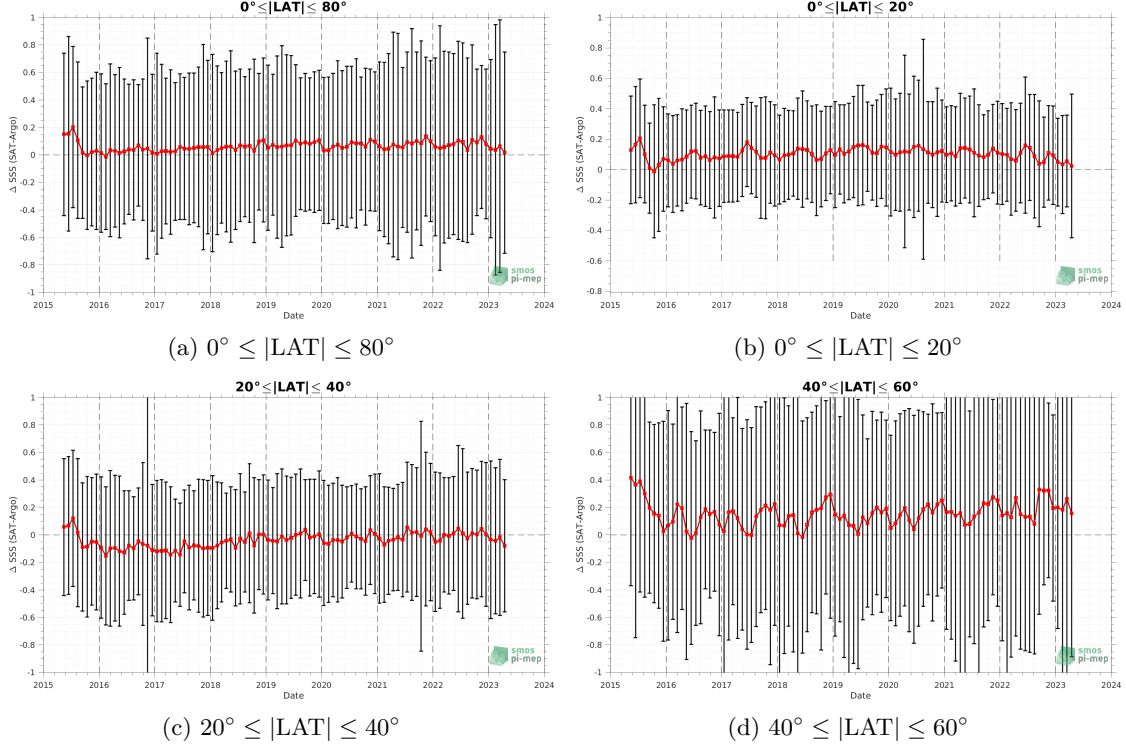 0°≤|LAT|≤ 80°
1
0.8
0.6
0.4
0.2
0
-0.2
-0.4
-0.6
-0.8
-1
Δ SSS (SAT-Argo)
2015 2016 2017 2018 2019 2020 2021 2022 2023 2024
Date
smos
pi-mep
(a) 0° ≤ |LAT| ≤ 80°
0°≤|LAT|≤ 20°
1
0.8
0.6
0.4
0.2
0
-0.2
-0.4
-0.6
-0.8
Δ SSS (SAT-Argo)
2015 2016 2017 2018 2019 2020 2021 2022 2023 2024
Date
smos
pi-mep
(b) 0° ≤ |LAT| ≤ 20°
20°≤|LAT|≤ 40°
1
0.8
0.6
0.4
0.2
0
-0.2
-0.4
-0.6
-0.8
-1
Δ SSS (SAT-Argo)
2015 2016 2017 2018 2019 2020 2021 2022 2023 2024
Date
smos
pi-mep
(c) 20° ≤ |LAT| ≤ 40°
40°≤|LAT|≤ 60°
1
0.8
0.6
0.4
0.2
0
-0.2
-0.4
-0.6
-0.8
-1
Δ SSS (SAT-Argo)
2015 2016 2017 2018 2019 2020 2021 2022 2023 2024
Date
smos
pi-mep
(d) 40° ≤ |LAT| ≤ 60°